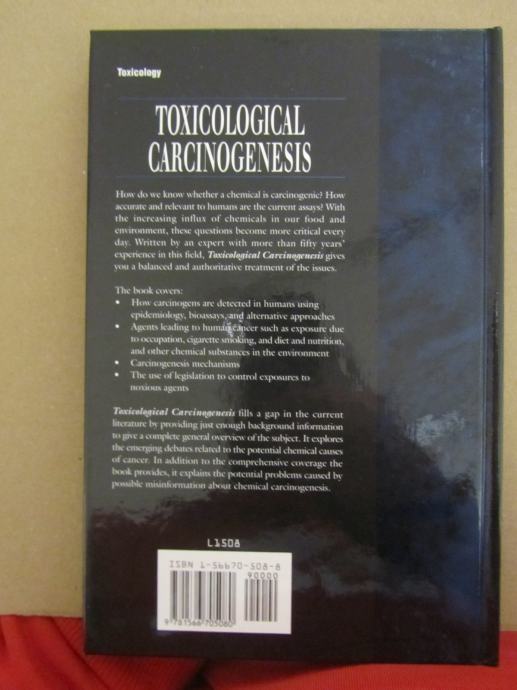 Toxicology
TOXICOLOGICAL
CARCINOGENESIS
How do we know whether a chemical is carcinogenic? How
accurate and relevant to humans are the current assays? With
the increasing influx of chemicals in our food and
environment, these questions become more critical every
day. Written by an expert with more than fifty years'
experience in this field, Toxicological Carcinogenesis gives
you a balanced and authoritative treatment of the issues.
The book covers:
• How carcinogens are detected in humans using
epidemiology, bioassays, and alternative approaches
• Agents leading to human cancer such as exposure due
to occupation, cigarette smoking, and diet and nutrition,
and other chemical substances in the environment
• Carcinogenesis mechanisms
• The use of legislation to control exposures to
noxious agents
Toxicological Carcinogenesis fills a gap in the current
literature by providing just enough background information
to give a complete general overview of the subject. It explores
the emerging debates related to the potential chemical causes
of cancer. In addition to the comprehensive coverage the
book provides, it explains the potential problems caused by
possible misinformation about chemical carcinogenesis.
L1508
ISBN 1-56670-508-8
90000
9 781566 705080